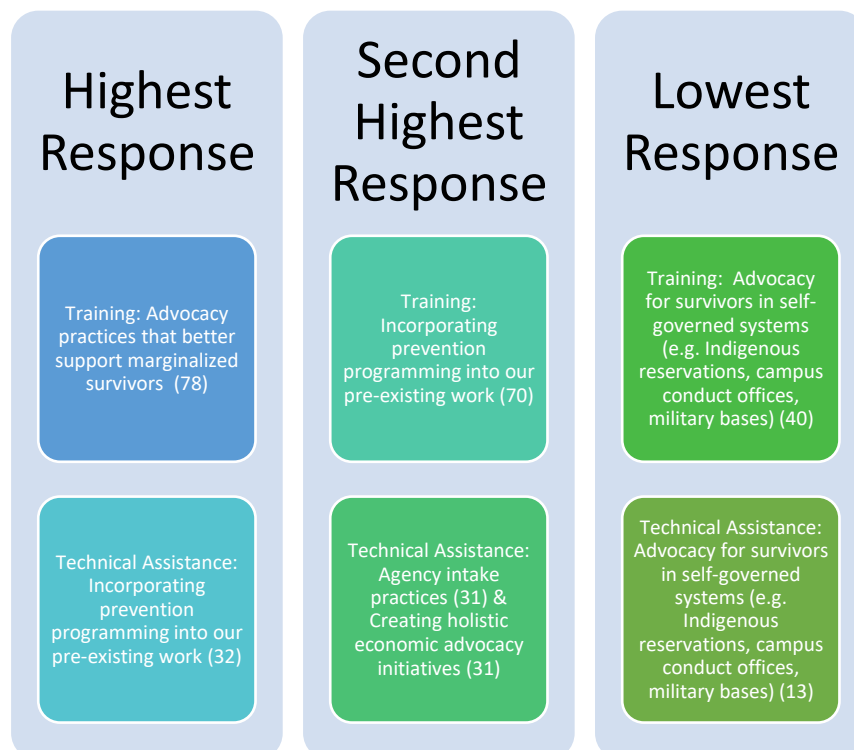 Highest
Response
Training: Advocacy
practices that better
support marginalized
survivors  (78)
Technical Assistance:
Incorporating
prevention
programming into our
pre-existing work (32)
Second
Highest
Response
Training:
Incorporating
prevention
programming into our
pre-existing work (70)
Technical Assistance:
Agency intake
practices (31) &
Creating holistic
economic advocacy
initiatives (31)
Lowest
Response
Training:  Advocacy
for survivors in self-
governed systems
(e.g. Indigenous
reservations, campus
conduct offices,
military bases) (40)
Technical Assistance:
Advocacy for survivors
in self-governed
systems (e.g.
Indigenous
reservations, campus
conduct offices,
military bases) (13)